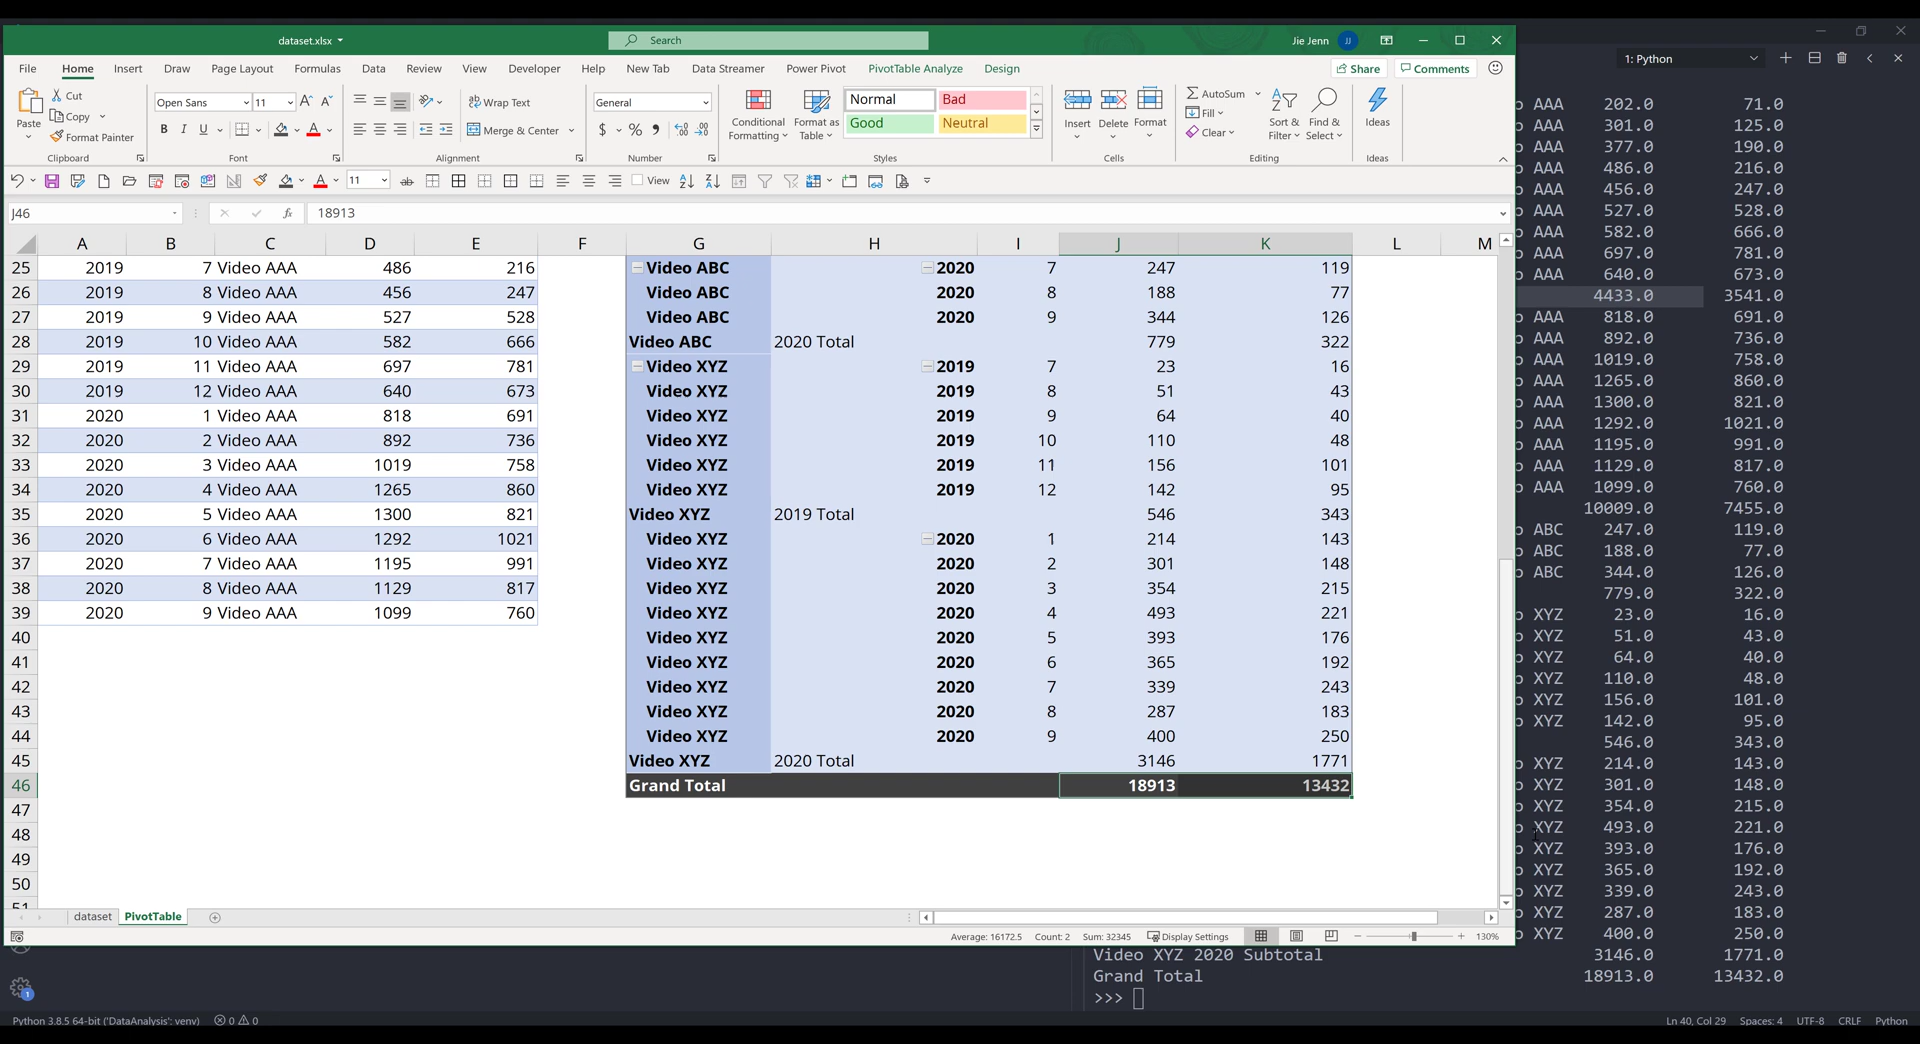 dataset.xlsx
Search
Jie Jenn JJ
File Home Insert Draw Page Layout Formulas Data Review View Developer Help New Tab Data Streamer Power Pivot PivotTable Analyze Design Share Comments
Paste Cut Copy Format Painter
Clipboard
Open Sans 11
B I U
Font
Wrap Text
Merge & Center
Alignment
General
$ %
Number
Conditional Formatting
Format as Table
Normal Bad
Good Neutral
Styles
Insert Delete Format
Cells
AutoSum
Fill
Clear
Sort & Filter
Find & Select
Editing
Ideas
Ideas
11 View
J46 fx 18913
A B C D E F G H I J K L M
25 2019 7 Video AAA 486 216 Video ABC 2020 7 247 119
26 2019 8 Video AAA 456 247 Video ABC 2020 8 188 77
27 2019 9 Video AAA 527 528 Video ABC 2020 9 344 126
28 2019 10 Video AAA 582 666 Video ABC 2020 Total 779 322
29 2019 11 Video AAA 697 781 Video XYZ 2019 7 23 16
30 2019 12 Video AAA 640 673 Video XYZ 2019 8 51 43
31 2020 1 Video AAA 818 691 Video XYZ 2019 9 64 40
32 2020 2 Video AAA 892 736 Video XYZ 2019 10 110 48
33 2020 3 Video AAA 1019 758 Video XYZ 2019 11 156 101
34 2020 4 Video AAA 1265 860 Video XYZ 2019 12 142 95
35 2020 5 Video AAA 1300 821 Video XYZ 2019 Total 546 343
36 2020 6 Video AAA 1292 1021 Video XYZ 2020 1 214 143
37 2020 7 Video AAA 1195 991 Video XYZ 2020 2 301 148
38 2020 8 Video AAA 1129 817 Video XYZ 2020 3 354 215
39 2020 9 Video AAA 1099 760 Video XYZ 2020 4 493 221
40 Video XYZ 2020 5 393 176
41 Video XYZ 2020 6 365 192
42 Video XYZ 2020 7 339 243
43 Video XYZ 2020 8 287 183
44 Video XYZ 2020 9 400 250
45 Video XYZ 2020 Total 3146 1771
46 Grand Total 18913 13432
47
48
49
50
51
dataset PivotTable
Average: 16172.5 Count: 2 Sum: 32345 Display Settings 130%
1: Python
o AAA 202.0 71.0
o AAA 301.0 125.0
o AAA 377.0 190.0
o AAA 486.0 216.0
o AAA 456.0 247.0
o AAA 527.0 528.0
o AAA 582.0 666.0
o AAA 697.0 781.0
o AAA 640.0 673.0
4433.0 3541.0
o AAA 818.0 691.0
o AAA 892.0 736.0
o AAA 1019.0 758.0
o AAA 1265.0 860.0
o AAA 1300.0 821.0
o AAA 1292.0 1021.0
o AAA 1195.0 991.0
o AAA 1129.0 817.0
o AAA 1099.0 760.0
10009.0 7455.0
o ABC 247.0 119.0
o ABC 188.0 77.0
o ABC 344.0 126.0
779.0 322.0
o XYZ 23.0 16.0
o XYZ 51.0 43.0
o XYZ 64.0 40.0
o XYZ 110.0 48.0
o XYZ 156.0 101.0
o XYZ 142.0 95.0
546.0 343.0
o XYZ 214.0 143.0
o XYZ 301.0 148.0
o XYZ 354.0 215.0
o XYZ 493.0 221.0
o XYZ 393.0 176.0
o XYZ 365.0 192.0
o XYZ 339.0 243.0
o XYZ 287.0 183.0
o XYZ 400.0 250.0
Video XYZ 2020 Subtotal 3146.0 1771.0
Grand Total 18913.0 13432.0
>>>
1
Python 3.8.5 64-bit ('DataAnalysis': venv) 0 0 Ln 40, Col 29 Spaces: 4 UTF-8 CRLF Python